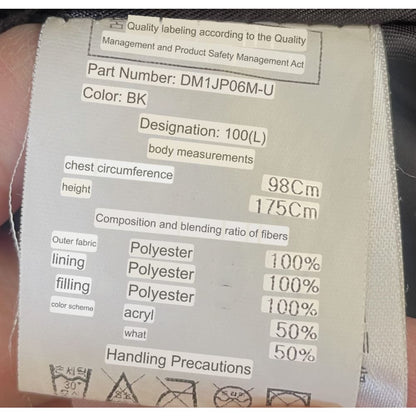 Quality labeling according to the Quality
Management and Product Safety Management Act
Part Number: DM1JP06M-U
Color: BK
Designation: 100(L)
body measurements
chest circumference 98Cm
height 175Cm
Composition and blending ratio of fibers
Outer fabric Polyester 100%
lining Polyester 100%
filling Polyester 100%
color scheme acryl 50%
what 50%
Handling Precautions
30°